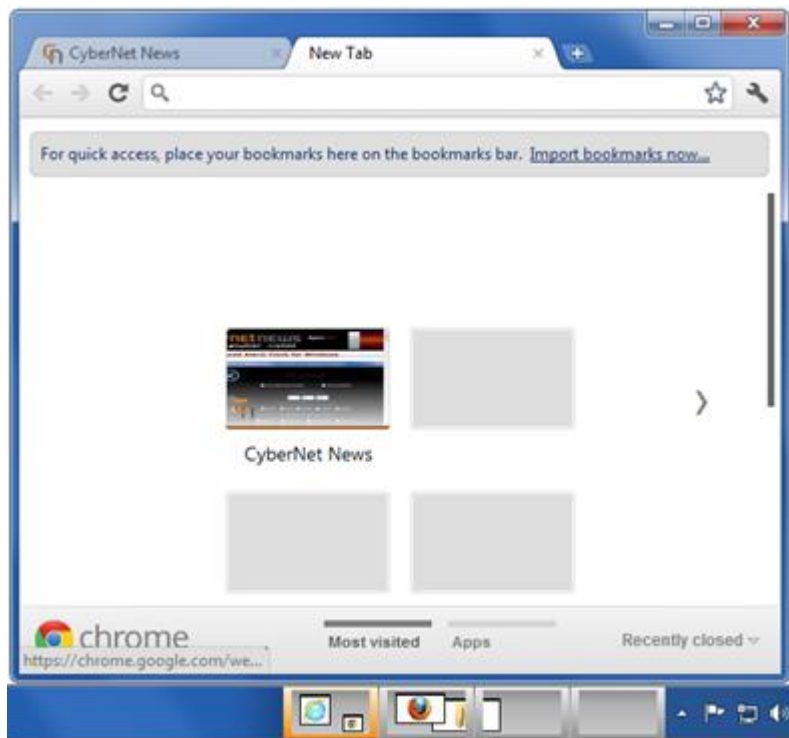 CyberNet News
New Tab
For quick access, place your bookmarks here on the bookmarks bar. Import bookmarks now...
CyberNet News
chrome
Most visited
Apps
Recently closed
https://chrome.google.com/we...